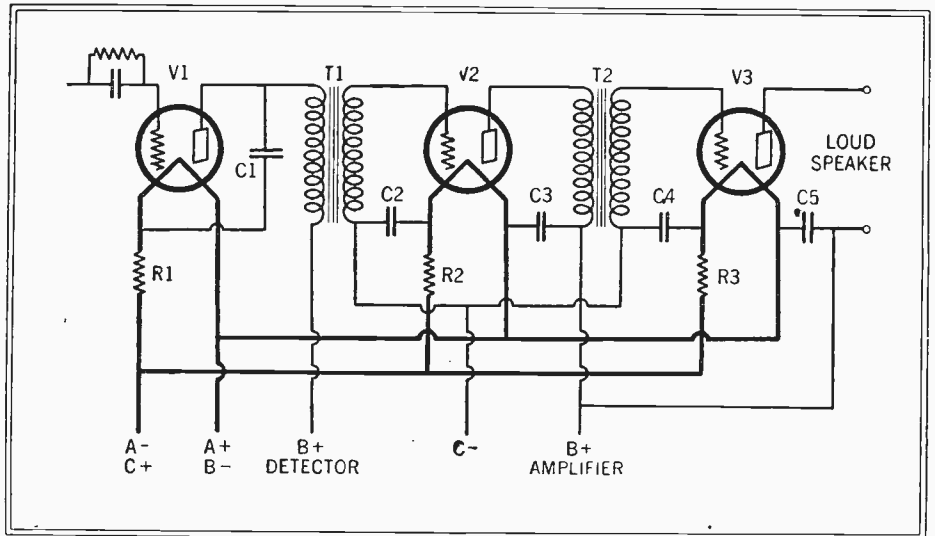 V1
T1
V2
T2
V3
C1
LOUD
SPEAKER
C2
C3
C4
C5
R1
R2
R3
A-
C+
A+
B-
B+
DETECTOR
C-
B+
AMPLIFIER